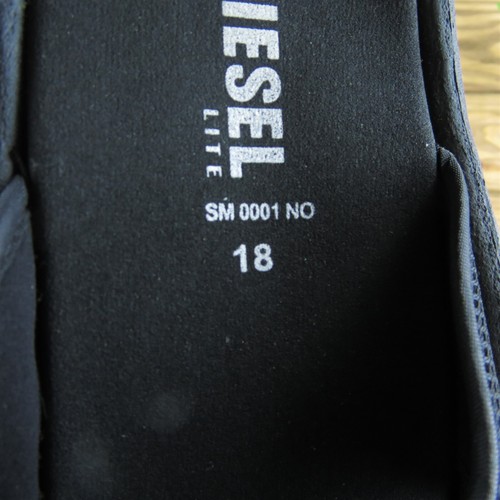 IESEL
LITE
SM 0001 NO
18